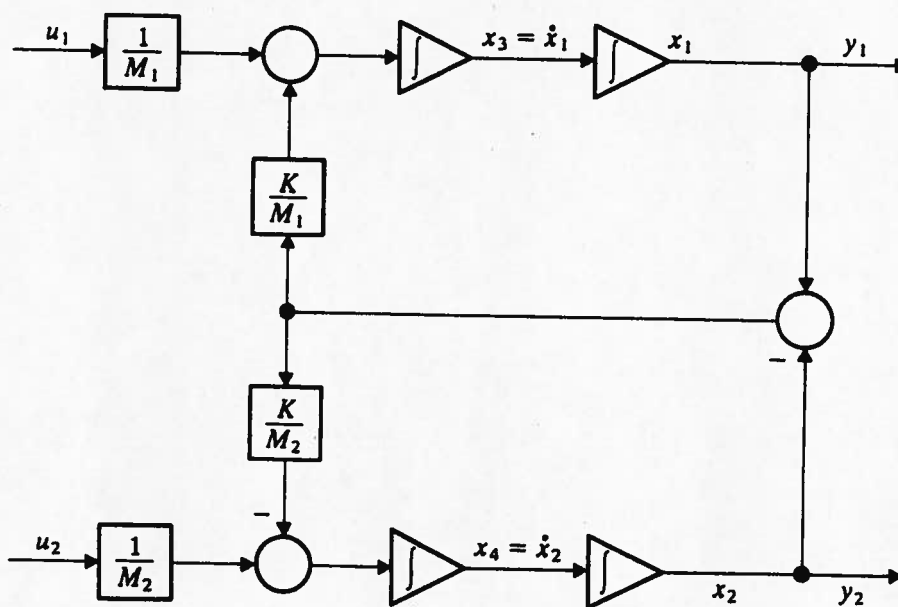 u₁
1
M₁
∫
x₃ = ẋ₁
∫
x₁
y₁
K
M₁
K
M₂
−
−
u₂
1
M₂
∫
x₄ = ẋ₂
∫
x₂
y₂